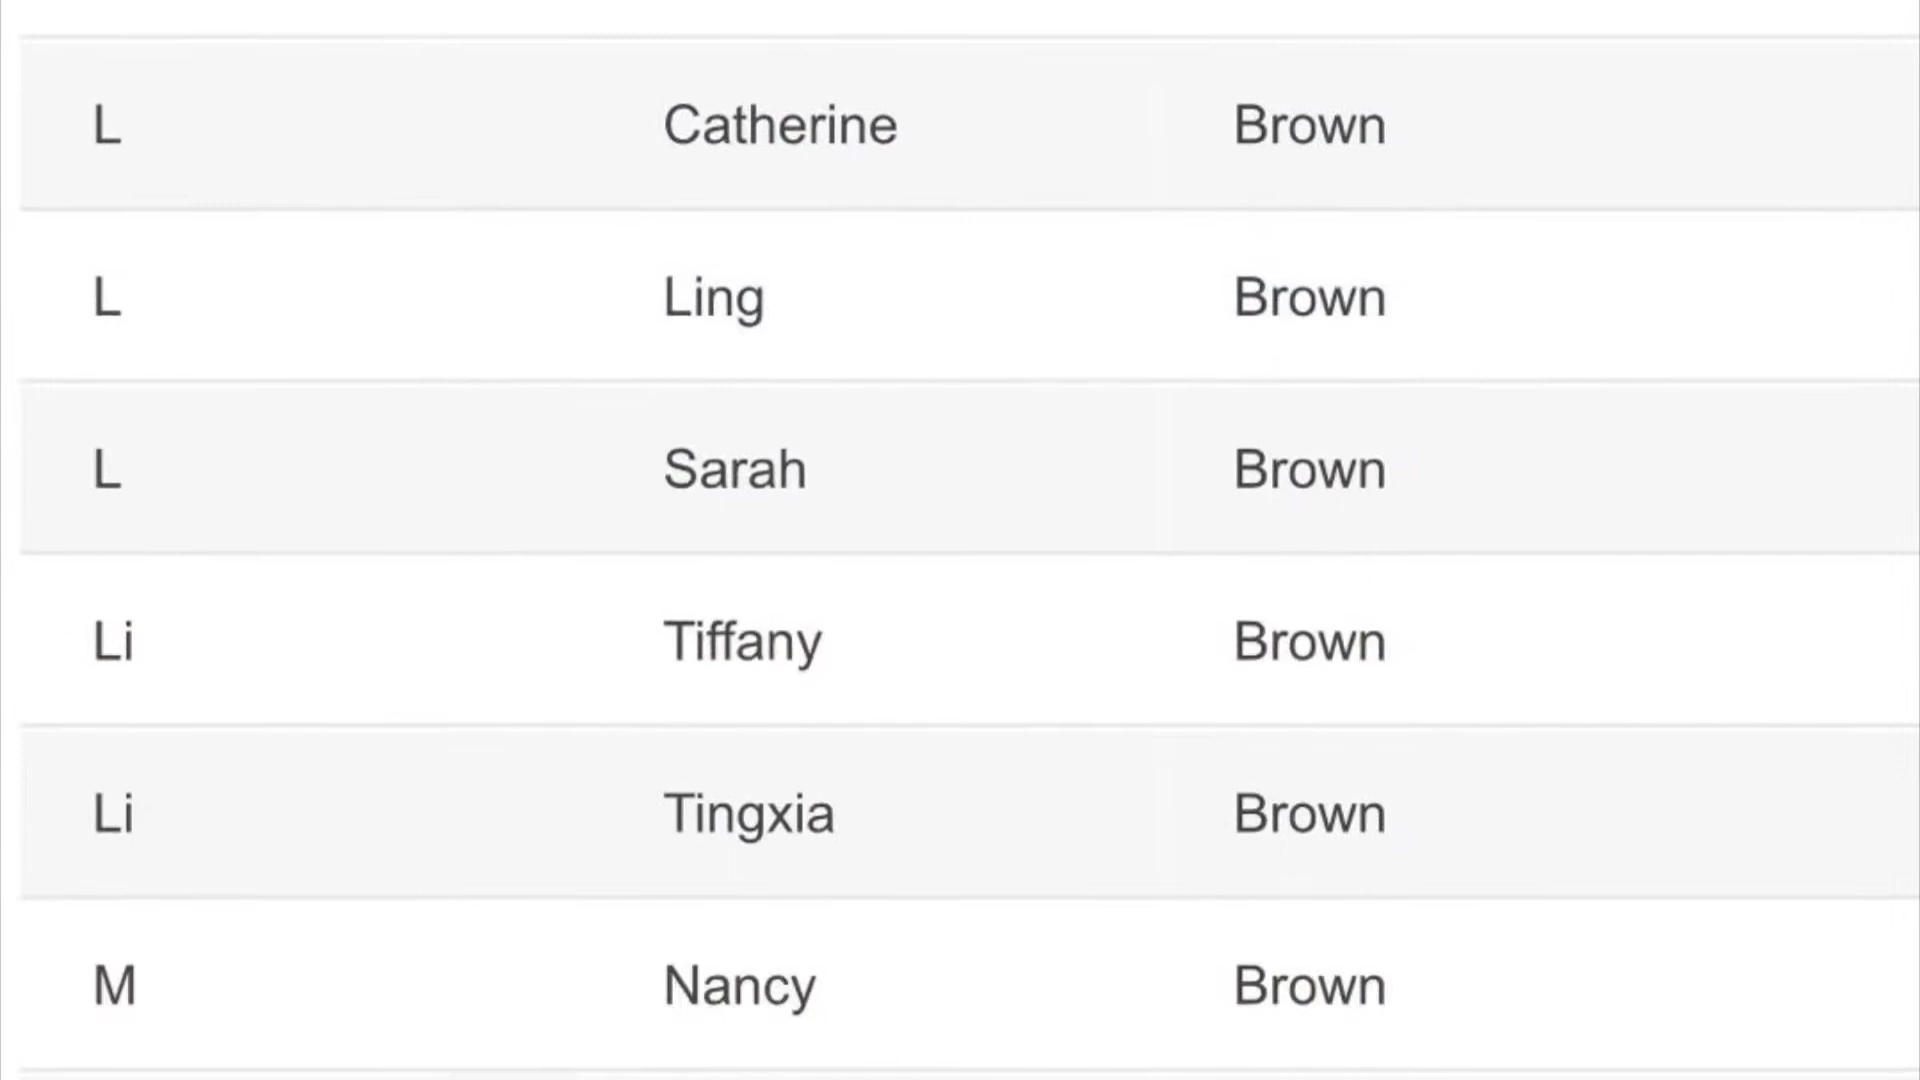 L Catherine Brown
L Ling Brown
L Sarah Brown
Li Tiffany Brown
Li Tingxia Brown
M Nancy Brown